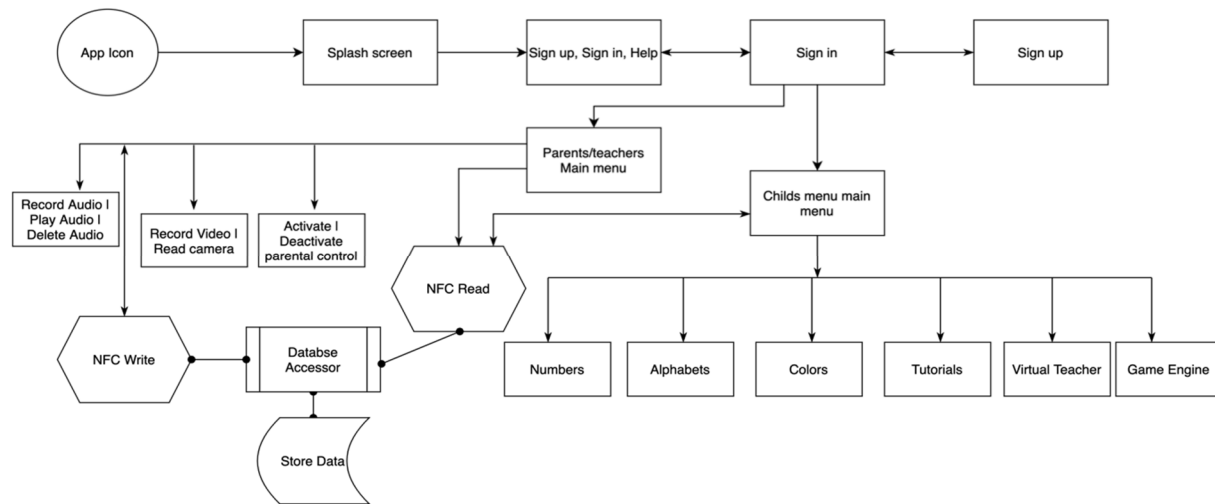 App Icon
Splash screen
Sign up, Sign in, Help
Sign in
Sign up
Parents/teachers
Main menu
Childs menu main
menu
Record Audio |
Play Audio |
Delete Audio
Record Video |
Read camera
Activate |
Deactivate
parental control
NFC Read
NFC Write
Databse
Accessor
Store Data
Numbers
Alphabets
Colors
Tutorials
Virtual Teacher
Game Engine